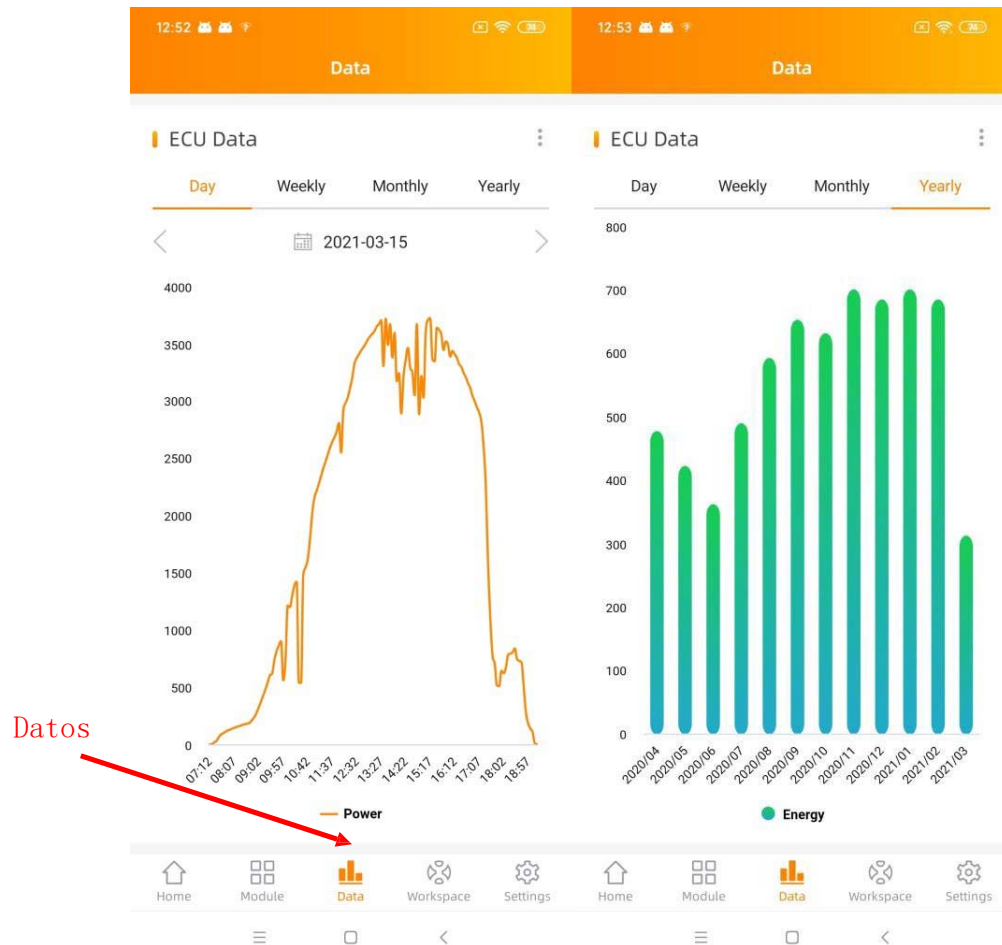 12:52
74
Data
ECU Data
Day Weekly Monthly Yearly
2021-03-15
4000
3500
3000
2500
2000
1500
1000
500
0
07:12 08:07 09:02 09:57 10:42 11:37 12:32 13:27 14:22 15:17 16:12 17:07 18:02 18:57
Power
Home Module Data Workspace Settings
12:53
74
Data
ECU Data
Day Weekly Monthly Yearly
800
700
600
500
400
300
200
100
0
2020/04 2020/05 2020/06 2020/07 2020/08 2020/09 2020/10 2020/11 2020/12 2021/01 2021/02 2021/03
Energy
Home Module Data Workspace Settings
Datos